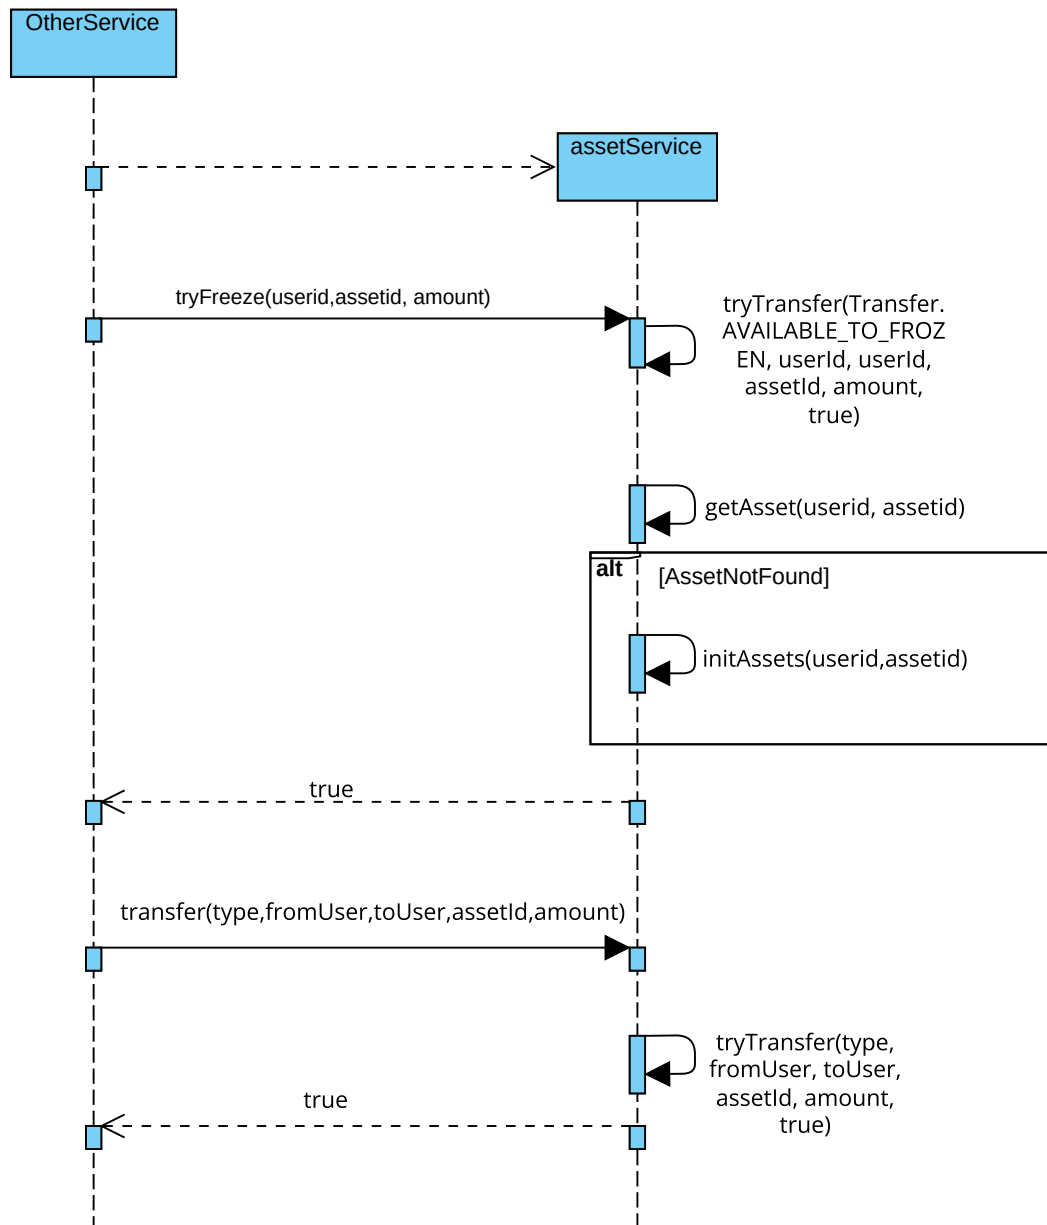 OtherService
assetService
tryFreeze(userid,assetid, amount)
tryTransfer(Transfer.
AVAILABLE_TO_FROZ
EN, userId, userId,
assetId, amount,
true)
getAsset(userid, assetid)
alt
[AssetNotFound]
initAssets(userid,assetid)
true
transfer(type,fromUser,toUser,assetId,amount)
tryTransfer(type,
fromUser, toUser,
assetId, amount,
true)
true